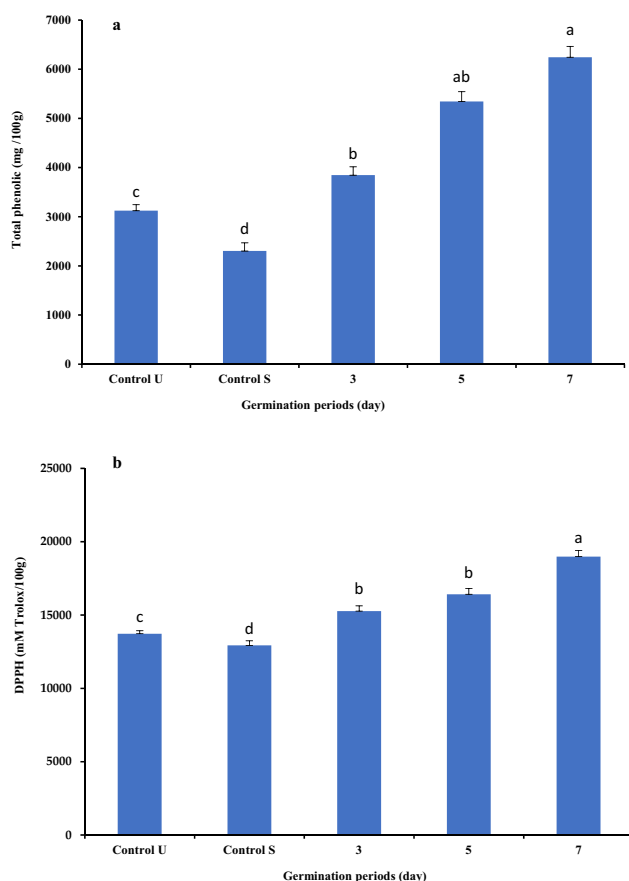 a
7000
6000
5000
4000
3000
2000
1000
0
Total phenolic (mg /100g)
c
d
b
ab
a
Control U Control S 3 5 7
Germination periods (day)
b
25000
20000
15000
10000
5000
0
DPPH (mM Trolox/100g)
c
d
b
b
a
Control U Control S 3 5 7
Germination periods (day)